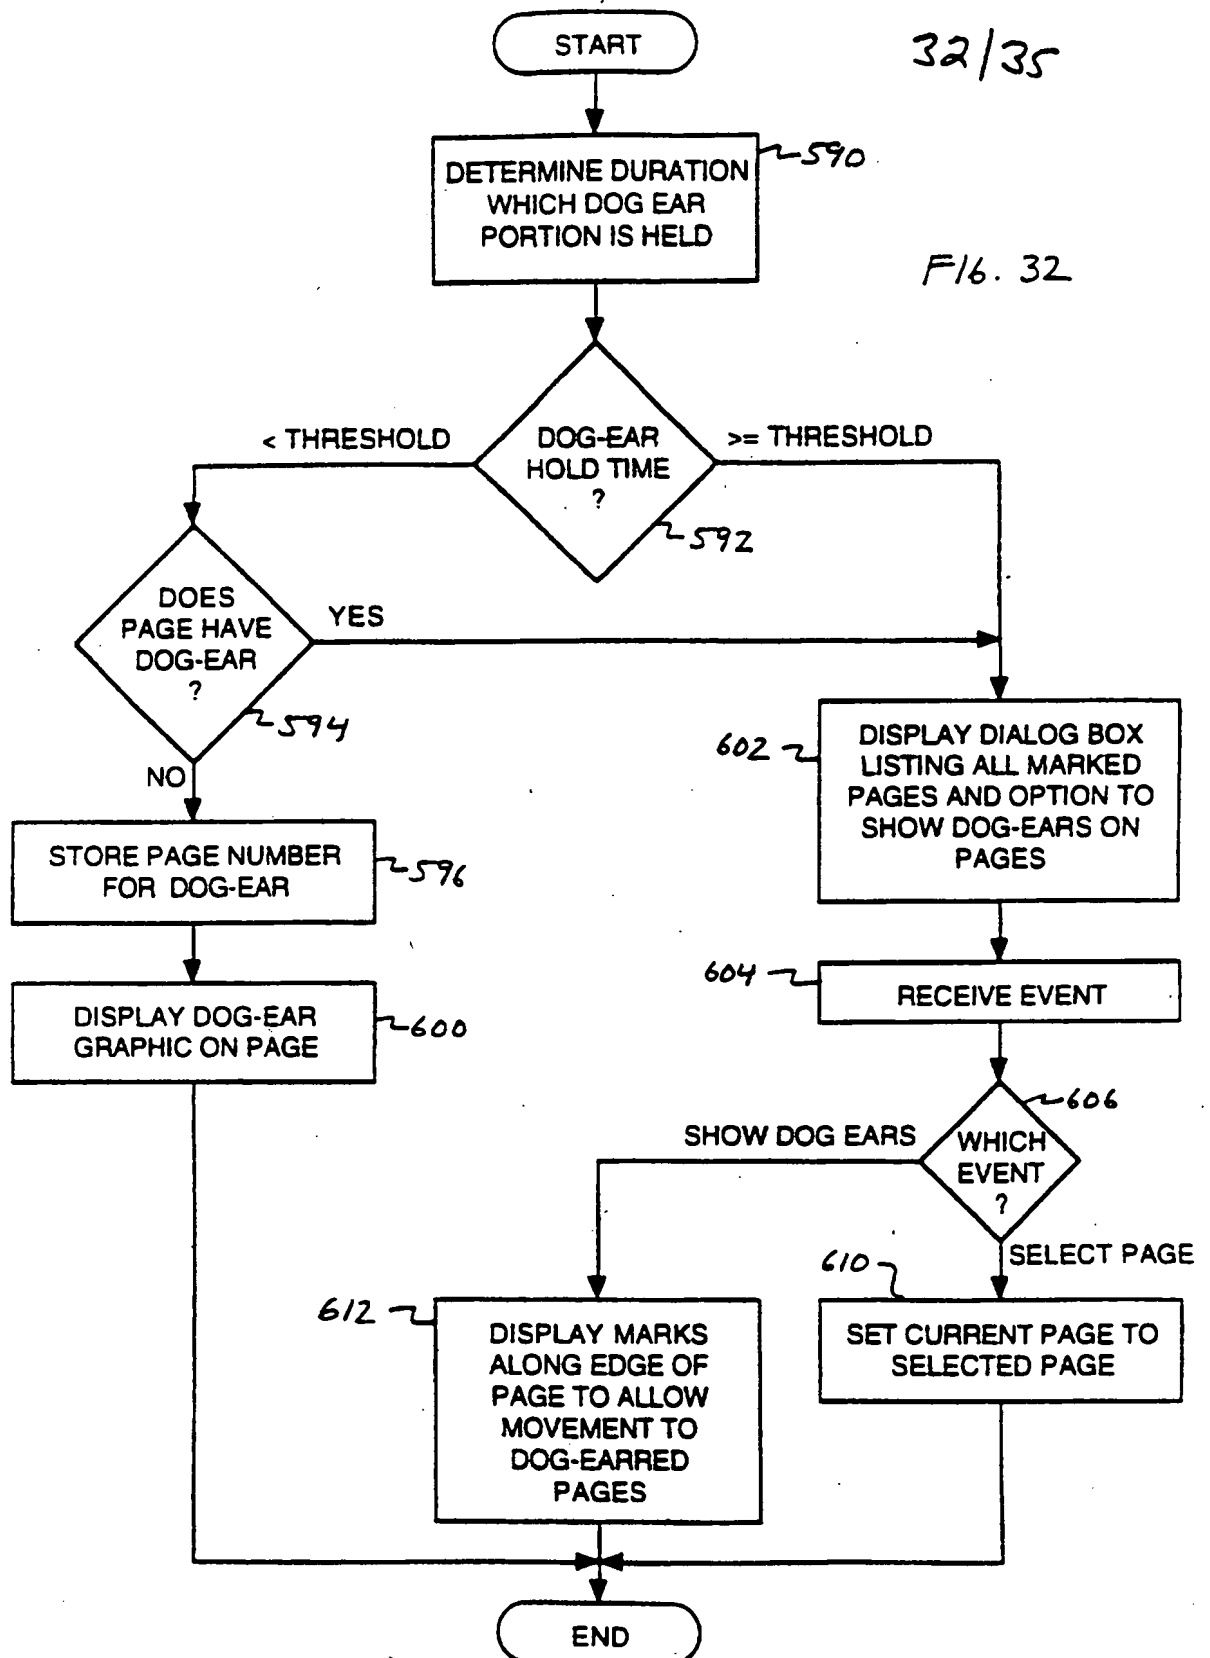 START
32/35
590
DETERMINE DURATION
WHICH DOG EAR
PORTION IS HELD
FIG. 32
< THRESHOLD
DOG-EAR
HOLD TIME
?
>= THRESHOLD
592
DOES
PAGE HAVE
DOG-EAR
?
YES
594
NO
602
DISPLAY DIALOG BOX
LISTING ALL MARKED
PAGES AND OPTION TO
SHOW DOG-EARS ON
PAGES
STORE PAGE NUMBER
FOR DOG-EAR
596
604
RECEIVE EVENT
DISPLAY DOG-EAR
GRAPHIC ON PAGE
600
606
SHOW DOG EARS
WHICH
EVENT
?
SELECT PAGE
610
612
DISPLAY MARKS
ALONG EDGE OF
PAGE TO ALLOW
MOVEMENT TO
DOG-EARRED
PAGES
SET CURRENT PAGE TO
SELECTED PAGE
END